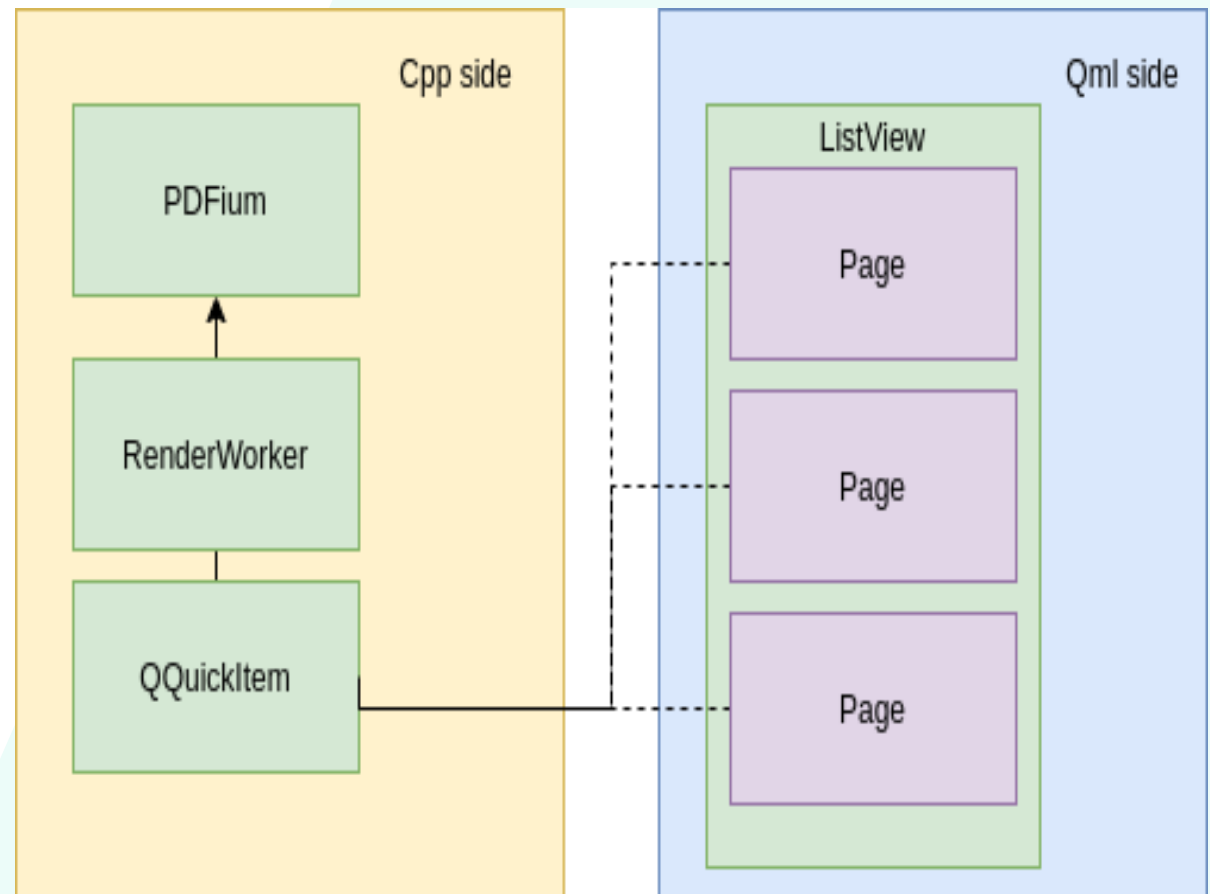 Cpp side
PDFium
RenderWorker
QQuickItem
Qml side
ListView
Page
Page
Page